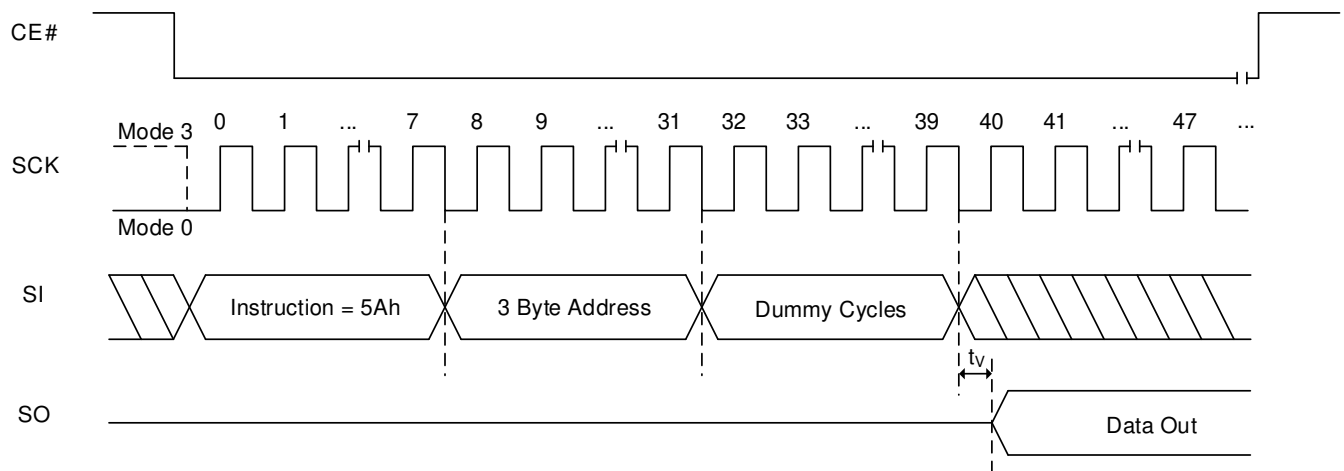 CE#
0 1 ... 7 8 9 ... 31 32 33 ... 39 40 41 ... 47 ...
Mode 3
SCK
Mode 0
SI
Instruction = 5Ah
3 Byte Address
Dummy Cycles
tV
SO
Data Out